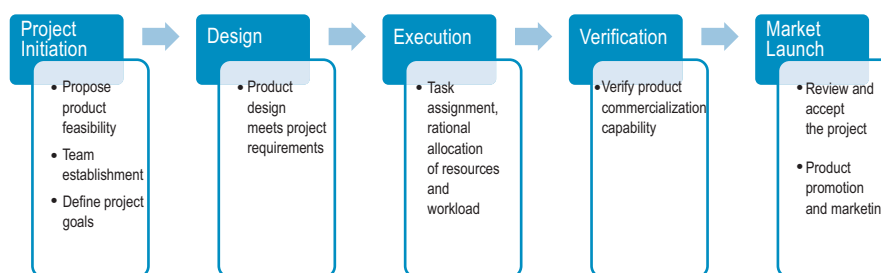 Project
Initiation
• Propose
product
feasibility
• Team
establishment
• Define project
goals
Design
• Product
design
meets project
requirements
Execution
• Task
assignment,
rational
allocation
of resources
and
workload
Verification
• Verify product
commercialization
capability
Market
Launch
• Review and
accept
the project
• Product
promotion
and marketin